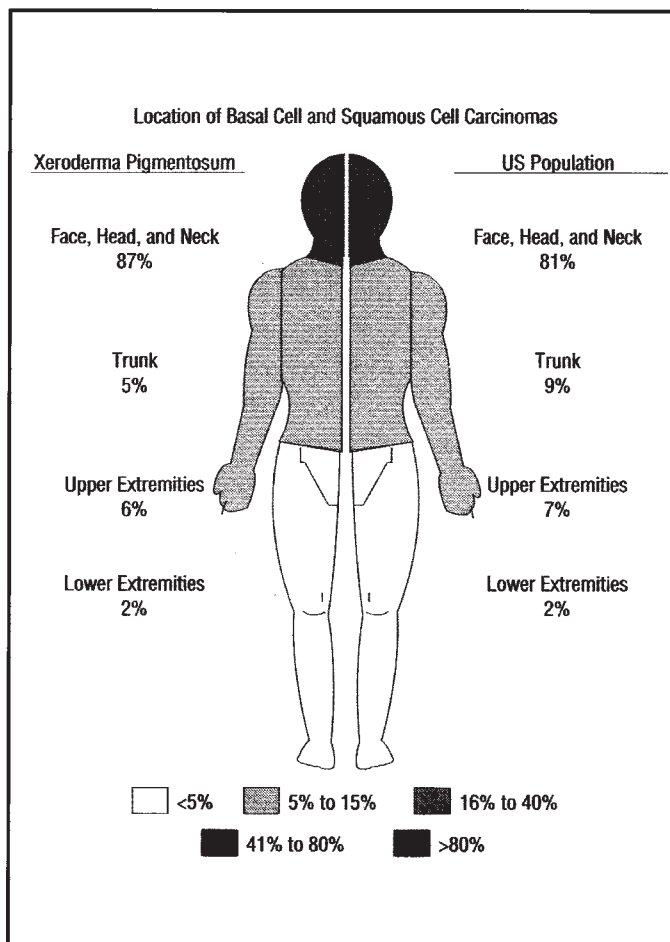 Location of Basal Cell and Squamous Cell Carcinomas
Xeroderma Pigmentosum
US Population
Face, Head, and Neck
87%
Face, Head, and Neck
81%
Trunk
5%
Trunk
9%
Upper Extremities
6%
Upper Extremities
7%
Lower Extremities
2%
Lower Extremities
2%
<5%
5% to 15%
16% to 40%
41% to 80%
>80%